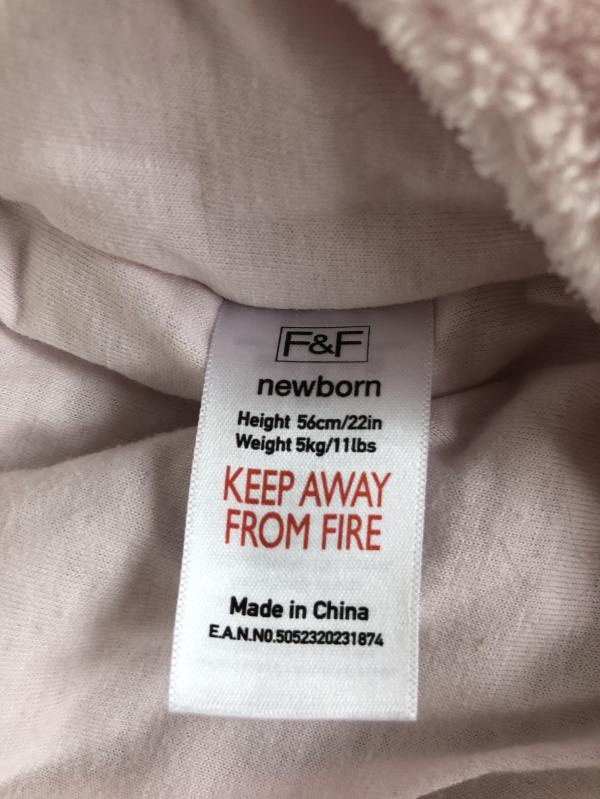 F&F
newborn
Height 56cm/22in
Weight 5kg/11lbs
KEEP AWAY
FROM FIRE
Made in China
E.A.N.NO.5052320231874